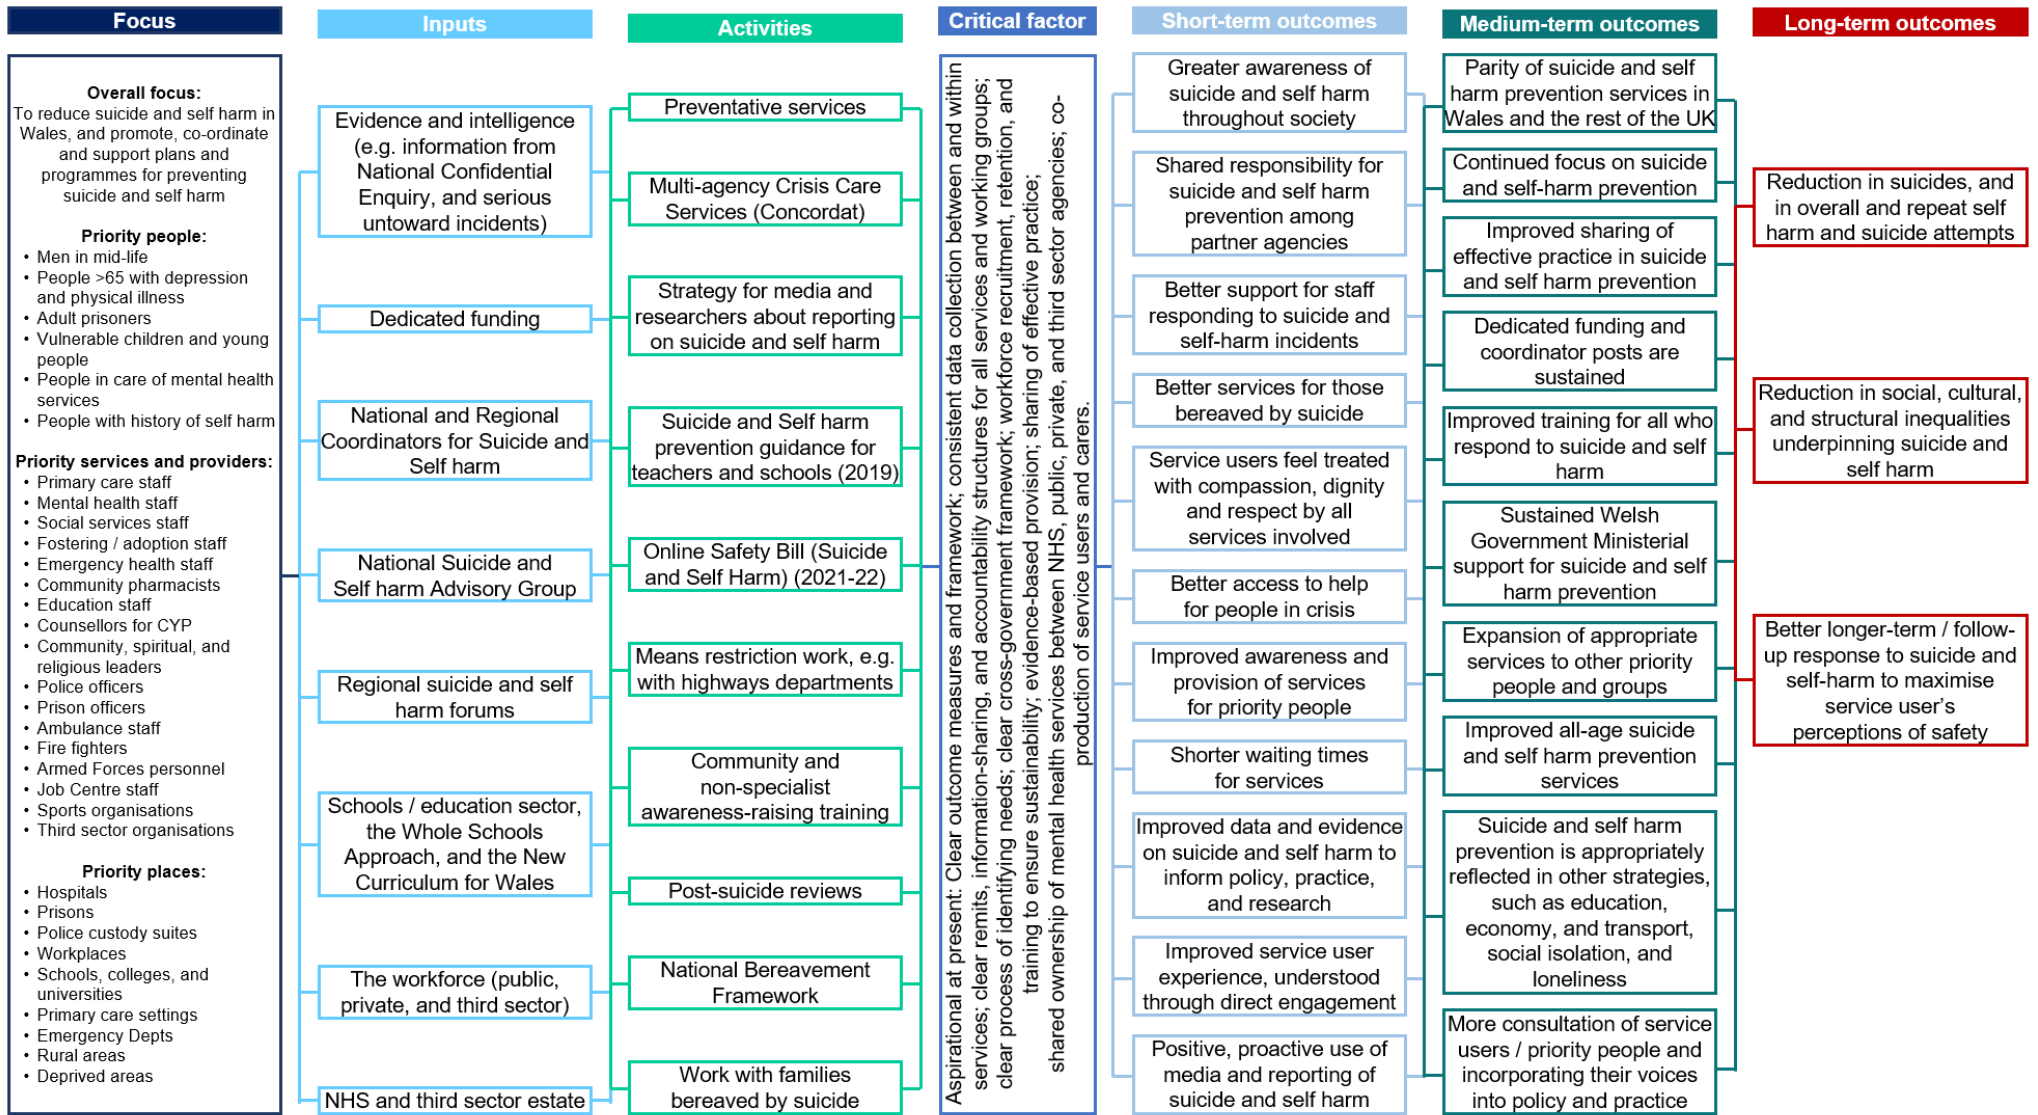 Focus
Overall focus:
To reduce suicide and self harm in
Wales, and promote, co-ordinate
and support plans and
programmes for preventing
suicide and self harm
Priority people:
• Men in mid-life
• People >65 with depression
and physical illness
• Adult prisoners
• Vulnerable children and young
people
• People in care of mental health
services
• People with history of self harm
Priority services and providers:
• Primary care staff
• Mental health staff
• Social services staff
• Fostering / adoption staff
• Emergency health staff
• Community pharmacists
• Education staff
• Counsellors for CYP
• Community, spiritual, and
religious leaders
• Police officers
• Prison officers
• Ambulance staff
• Fire fighters
• Armed Forces personnel
• Job Centre staff
• Sports organisations
• Third sector organisations
Priority places:
• Hospitals
• Prisons
• Police custody suites
• Workplaces
• Schools, colleges, and
universities
• Primary care settings
• Emergency Depts
• Rural areas
• Deprived areas
Inputs
Evidence and intelligence
(e.g. information from
National Confidential
Enquiry, and serious
untoward incidents)
Dedicated funding
National and Regional
Coordinators for Suicide and
Self harm
National Suicide and
Self harm Advisory Group
Regional suicide and self
harm forums
Schools / education sector,
the Whole Schools
Approach, and the New
Curriculum for Wales
The workforce (public,
private, and third sector)
NHS and third sector estate
Activities
Preventative services
Multi-agency Crisis Care
Services (Concordat)
Strategy for media and
researchers about reporting
on suicide and self harm
Suicide and Self harm
prevention guidance for
teachers and schools (2019)
Online Safety Bill (Suicide
and Self Harm) (2021-22)
Means restriction work, e.g.
with highways departments
Community and
non-specialist
awareness-raising training
Post-suicide reviews
National Bereavement
Framework
Work with families
bereaved by suicide
Critical factor
Aspirational at present: Clear outcome measures and framework; consistent data collection between and within
services; clear remits, information-sharing, and accountability structures for all services and working groups;
clear process of identifying needs; clear cross-government framework; workforce recruitment, retention, and
training to ensure sustainability; evidence-based provision; sharing of effective practice;
shared ownership of mental health services between NHS, public, private, and third sector agencies; co-
production of service users and carers.
Short-term outcomes
Greater awareness of
suicide and self harm
throughout society
Shared responsibility for
suicide and self harm
prevention among
partner agencies
Better support for staff
responding to suicide and
self-harm incidents
Better services for those
bereaved by suicide
Service users feel treated
with compassion, dignity
and respect by all
services involved
Better access to help
for people in crisis
Improved awareness and
provision of services
for priority people
Shorter waiting times
for services
Improved data and evidence
on suicide and self harm to
inform policy, practice,
and research
Improved service user
experience, understood
through direct engagement
Positive, proactive use of
media and reporting of
suicide and self harm
Medium-term outcomes
Parity of suicide and self
harm prevention services in
Wales and the rest of the UK
Continued focus on suicide
and self-harm prevention
Improved sharing of
effective practice in suicide
and self harm prevention
Dedicated funding and
coordinator posts are
sustained
Improved training for all who
respond to suicide and self
harm
Sustained Welsh
Government Ministerial
support for suicide and self
harm prevention
Expansion of appropriate
services to other priority
people and groups
Improved all-age suicide
and self harm prevention
services
Suicide and self harm
prevention is appropriately
reflected in other strategies,
such as education,
economy, and transport,
social isolation, and
loneliness
More consultation of service
users / priority people and
incorporating their voices
into policy and practice
Long-term outcomes
Reduction in suicides, and
in overall and repeat self
harm and suicide attempts
Reduction in social, cultural,
and structural inequalities
underpinning suicide and
self harm
Better longer-term / follow-
up response to suicide and
self-harm to maximise
service user’s
perceptions of safety